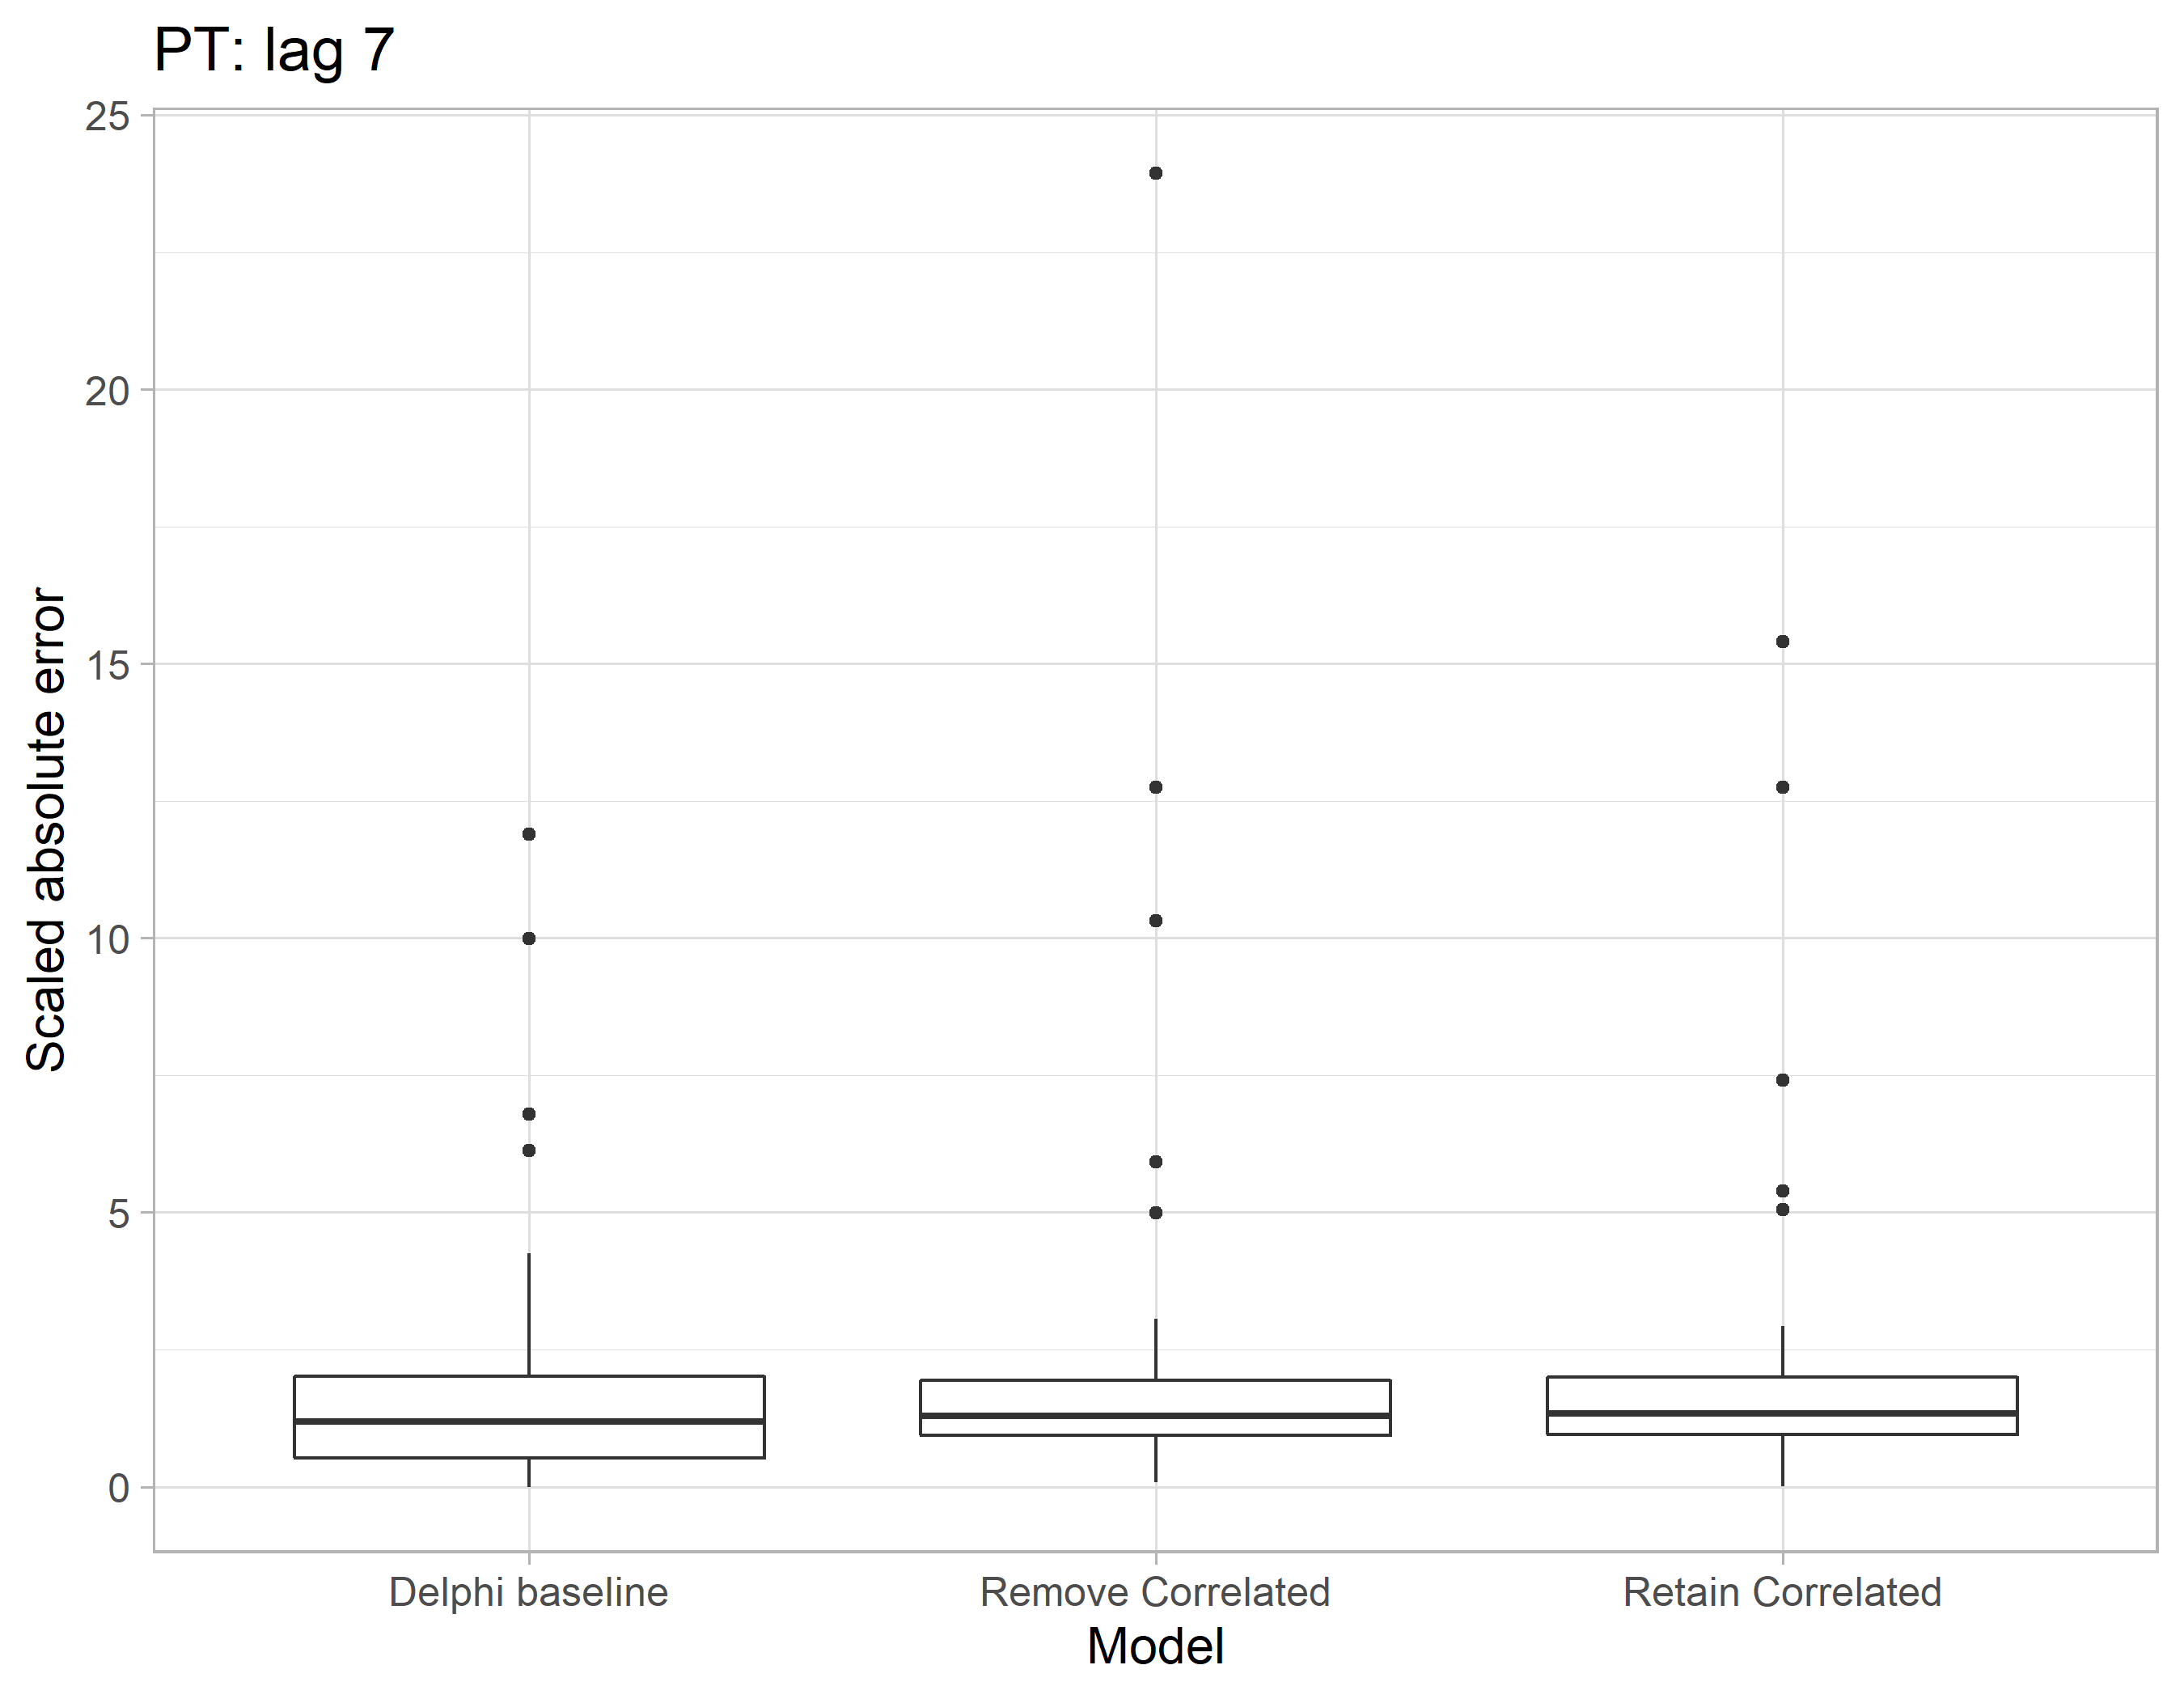 PT: lag 7
25
20
15
10
5
0
Scaled absolute error
Delphi baseline
Remove Correlated
Retain Correlated
Model